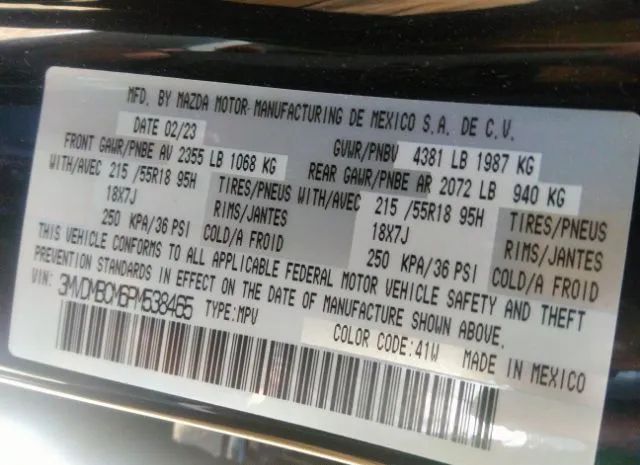 MFD. BY MAZDA MOTOR MANUFACTURING DE MEXICO S.A. DE C.V.
DATE 02/23 GVWR/PNBV 4381 LB 1987 KG
FRONT GAWR/PNBE AV 2355 LB 1068 KG REAR GAWR/PNBE AR 2072 LB 940 KG
WITH/AVEC 215 /55R18 95H TIRES/PNEUS WITH/AVEC 215 /55R18 95H TIRES/PNEUS
18X7J RIMS/JANTES 18X7J RIMS/JANTES
250 KPA/36 PSI COLD/A FROID 250 KPA/36 PSI COLD/A FROID
THIS VEHICLE CONFORMS TO ALL APPLICABLE FEDERAL MOTOR VEHICLE SAFETY AND THEFT
PREVENTION STANDARDS IN EFFECT ON THE DATE OF MANUFACTURE SHOWN ABOVE.
VIN: 3MVDMBCM6PM538465 TYPE:MPV
COLOR CODE:41W MADE IN MEXICO